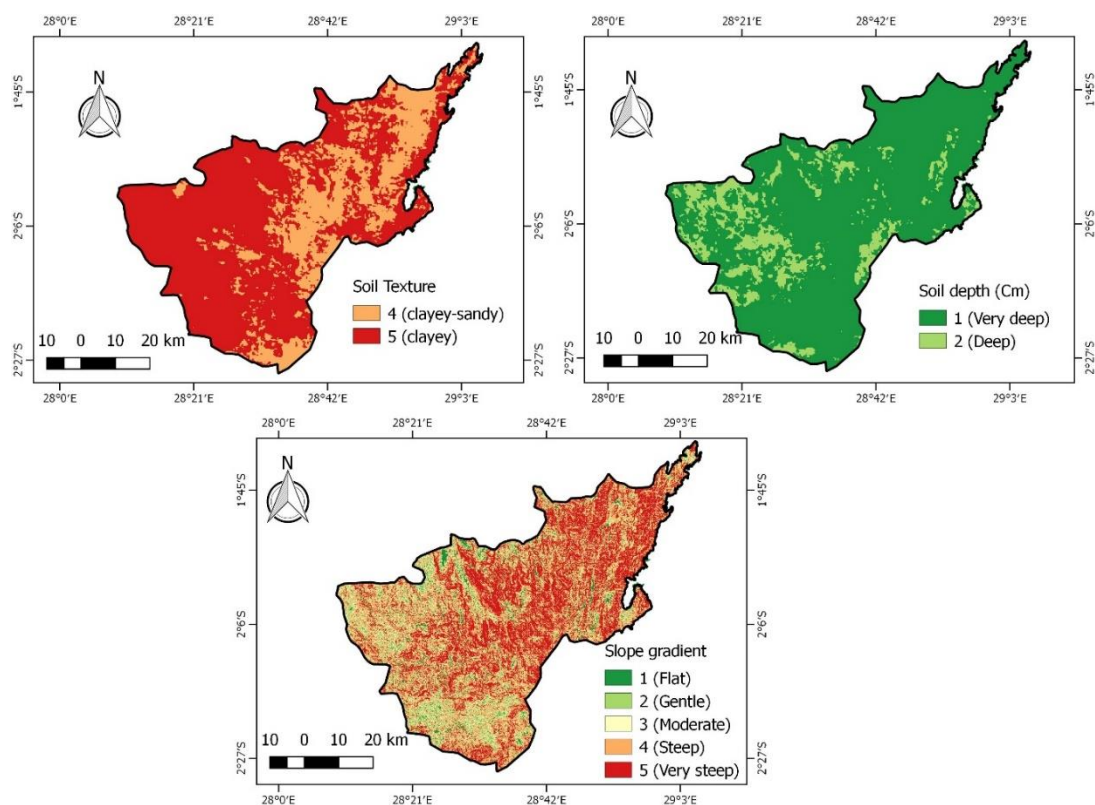 28°0′E 28°21′E 28°42′E 29°3′E
N
1°45′S
2°6′S
2°27′S
1°45′S
2°6′S
2°27′S
Soil Texture
4 (clayey-sandy)
5 (clayey)
10 0 10 20 km
28°0′E 28°21′E 28°42′E 29°3′E
28°0′E 28°21′E 28°42′E 29°3′E
N
1°45′S
2°6′S
2°27′S
1°45′S
2°6′S
2°27′S
Soil depth (Cm)
1 (Very deep)
2 (Deep)
10 0 10 20 km
28°0′E 28°21′E 28°42′E 29°3′E
28°0′E 28°21′E 28°42′E 29°3′E
N
1°45′S
2°6′S
2°27′S
1°45′S
2°6′S
2°27′S
Slope gradient
1 (Flat)
2 (Gentle)
3 (Moderate)
4 (Steep)
5 (Very steep)
10 0 10 20 km
28°0′E 28°21′E 28°42′E 29°3′E